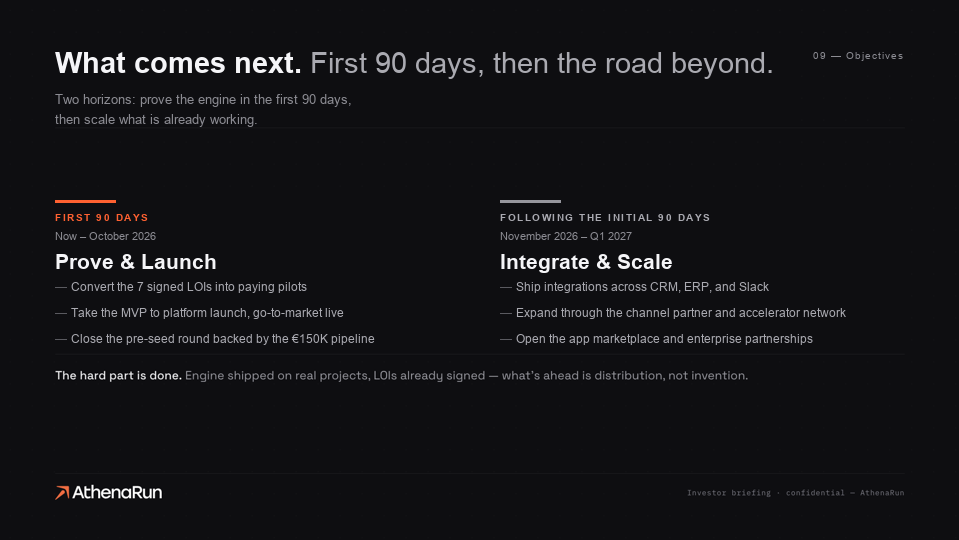 What comes next. First 90 days, then the road beyond.
09 — Objectives
Two horizons: prove the engine in the first 90 days,
then scale what is already working.
FIRST 90 DAYS
Now – October 2026
Prove & Launch
— Convert the 7 signed LOIs into paying pilots
— Take the MVP to platform launch, go-to-market live
— Close the pre-seed round backed by the €150K pipeline
FOLLOWING THE INITIAL 90 DAYS
November 2026 – Q1 2027
Integrate & Scale
— Ship integrations across CRM, ERP, and Slack
— Expand through the channel partner and accelerator network
— Open the app marketplace and enterprise partnerships
The hard part is done. Engine shipped on real projects, LOIs already signed — what's ahead is distribution, not invention.
AthenaRun
Investor briefing · confidential — AthenaRun